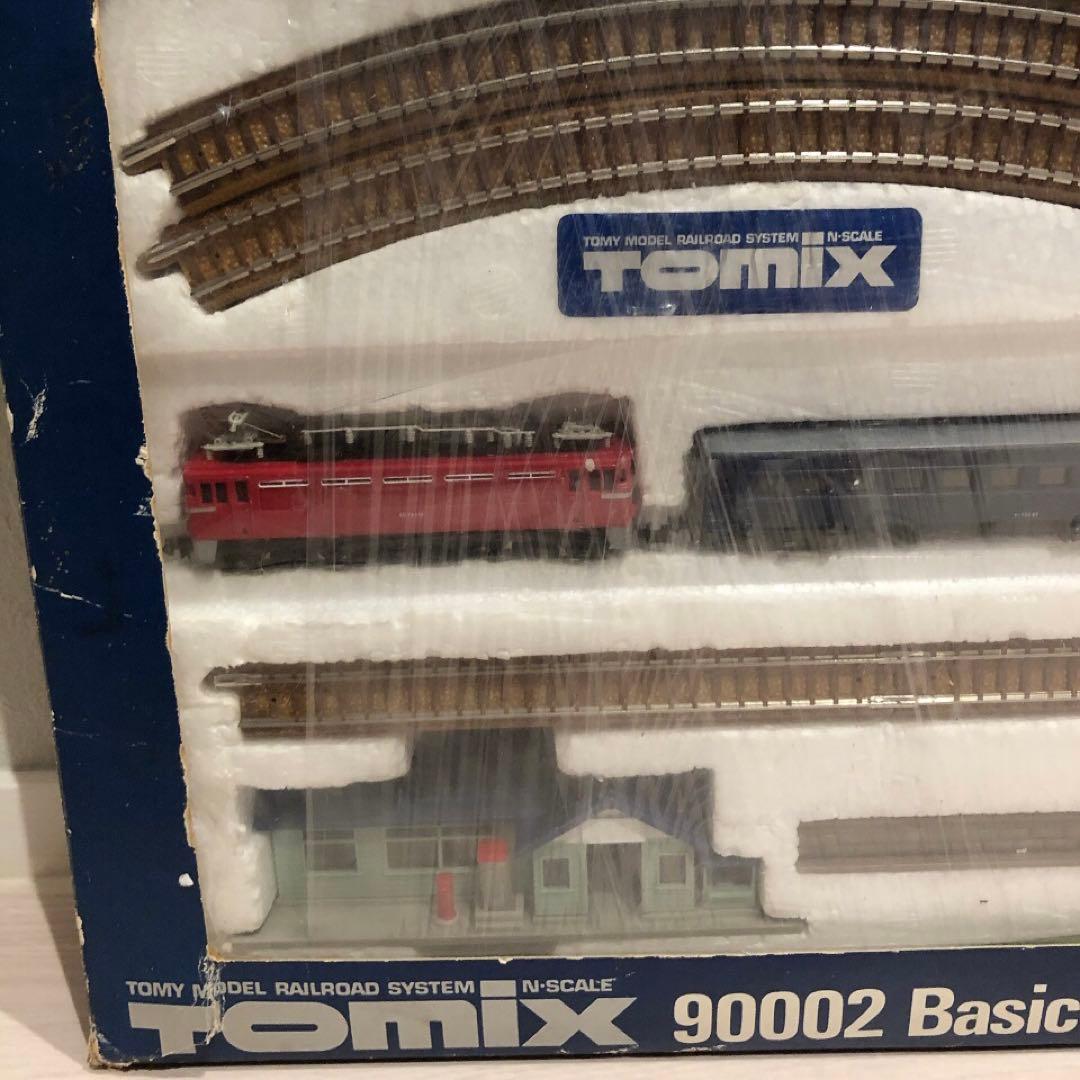 TOMY MODEL RAILROAD SYSTEM N·SCALE
TOMIX
TOMY MODEL RAILROAD SYSTEM N·SCALE
TOMIX 90002 Basic